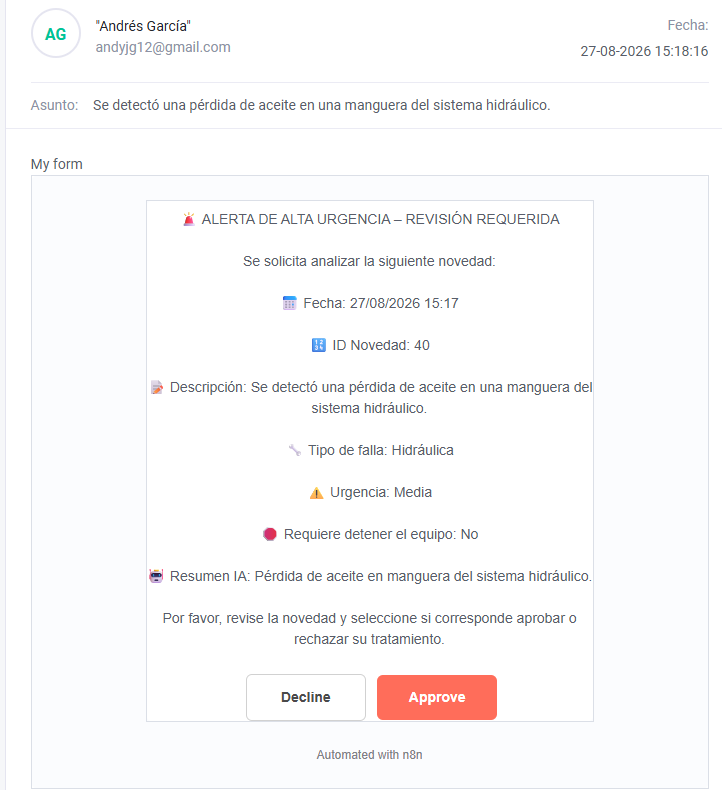 AG
"Andrés García"
andyjg12@gmail.com
Fecha:
27-08-2026 15:18:16
Asunto: Se detectó una pérdida de aceite en una manguera del sistema hidráulico.
My form
🚨 ALERTA DE ALTA URGENCIA – REVISIÓN REQUERIDA
Se solicita analizar la siguiente novedad:
📅 Fecha: 27/08/2026 15:17
🔢 ID Novedad: 40
📝 Descripción: Se detectó una pérdida de aceite en una manguera del
sistema hidráulico.
🔧 Tipo de falla: Hidráulica
⚠️ Urgencia: Media
🛑 Requiere detener el equipo: No
🤖 Resumen IA: Pérdida de aceite en manguera del sistema hidráulico.
Por favor, revise la novedad y seleccione si corresponde aprobar o
rechazar su tratamiento.
Decline
Approve
Automated with n8n